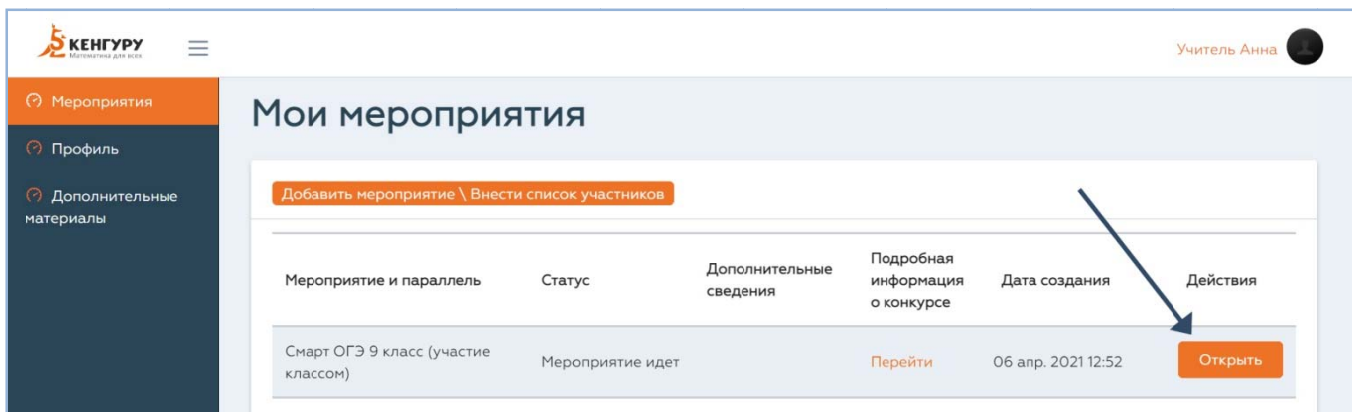 КЕНГУРУ
Математика для всех
Учитель Анна
Мероприятия
Профиль
Дополнительные
материалы
Мои мероприятия
Добавить мероприятие \ Внести список участников
Мероприятие и параллель
Статус
Дополнительные
сведения
Подробная
информация
о конкурсе
Дата создания
Действия
Смарт ОГЭ 9 класс (участие
классом)
Мероприятие идет
Перейти
06 апр. 2021 12:52
Открыть